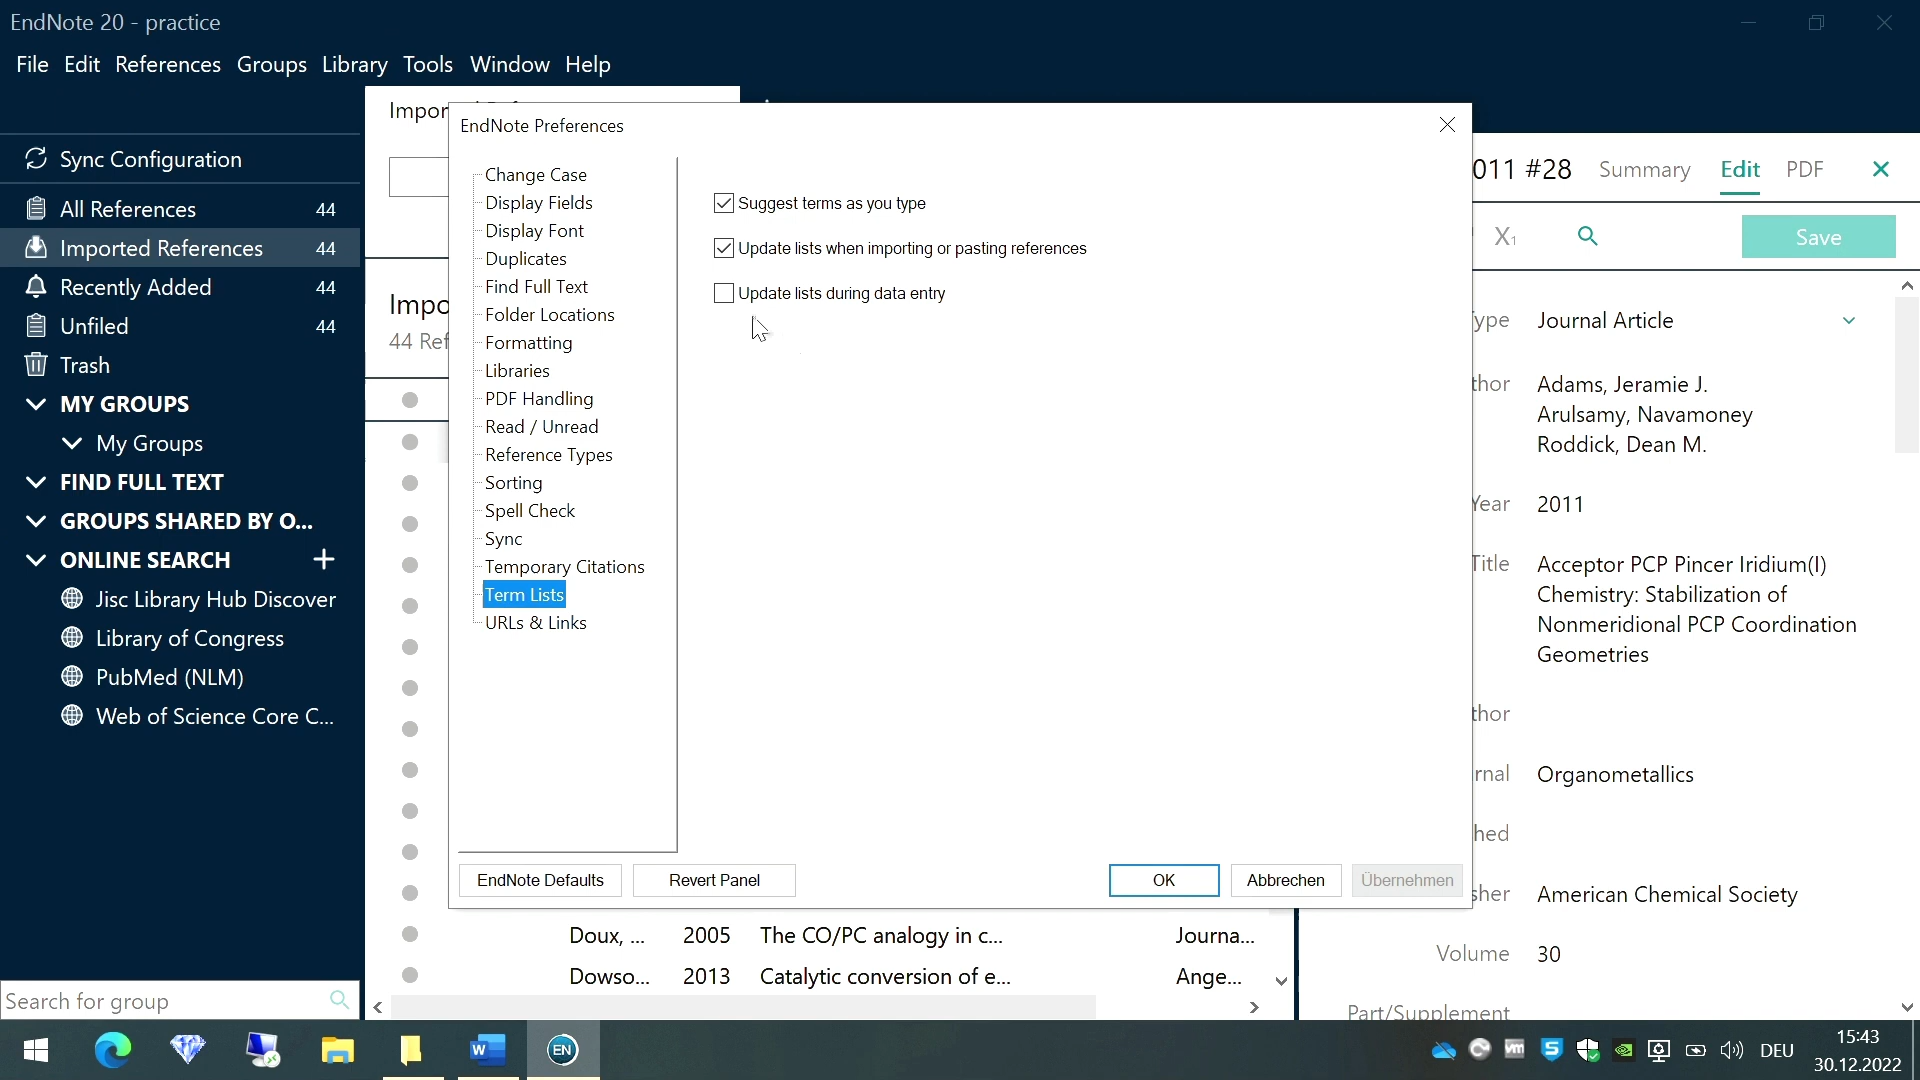 EndNote 20 - practice
File Edit References Groups Library Tools Window Help
Sync Configuration
All References 44
Imported References 44
Recently Added 44
Unfiled 44
Trash
MY GROUPS
My Groups
FIND FULL TEXT
GROUPS SHARED BY O...
ONLINE SEARCH
Jisc Library Hub Discover
Library of Congress
PubMed (NLM)
Web of Science Core C...
Search for group
Impor
Impo
44 Ref
EndNote Preferences
Change Case
Display Fields
Display Font
Duplicates
Find Full Text
Folder Locations
Formatting
Libraries
PDF Handling
Read / Unread
Reference Types
Sorting
Spell Check
Sync
Temporary Citations
Term Lists
URLs & Links
Suggest terms as you type
Update lists when importing or pasting references
Update lists during data entry
EndNote Defaults Revert Panel OK Abbrechen Übernehmen
Doux, ... 2005 The CO/PC analogy in c... Journa...
Dowso... 2013 Catalytic conversion of e... Ange...
011 #28 Summary Edit PDF
X₁ Save
ype Journal Article
thor Adams, Jeramie J.
Arulsamy, Navamoney
Roddick, Dean M.
Year 2011
Title Acceptor PCP Pincer Iridium(I)
Chemistry: Stabilization of
Nonmeridional PCP Coordination
Geometries
thor
rnal Organometallics
hed
sher American Chemical Society
Volume 30
Part/Supplement
W EN
vm S DEU 15:43
30.12.2022